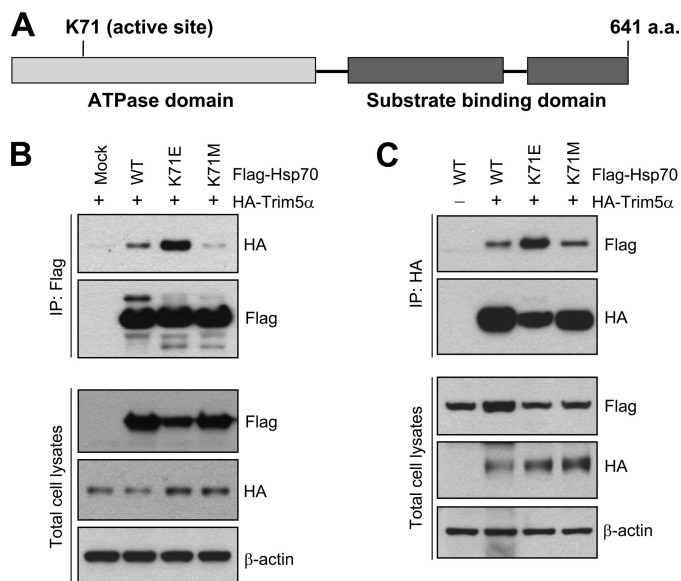 A
K71 (active site)
641 a.a.
ATPase domain
Substrate binding domain
B
Mock
WT
K71E
K71M
Flag-Hsp70
+ + + + HA-Trim5α
IP: Flag
HA
Flag
Total cell lysates
Flag
HA
β-actin
C
WT
WT
K71E
K71M
Flag-Hsp70
– + + + HA-Trim5α
IP: HA
Flag
HA
Total cell lysates
Flag
HA
β-actin